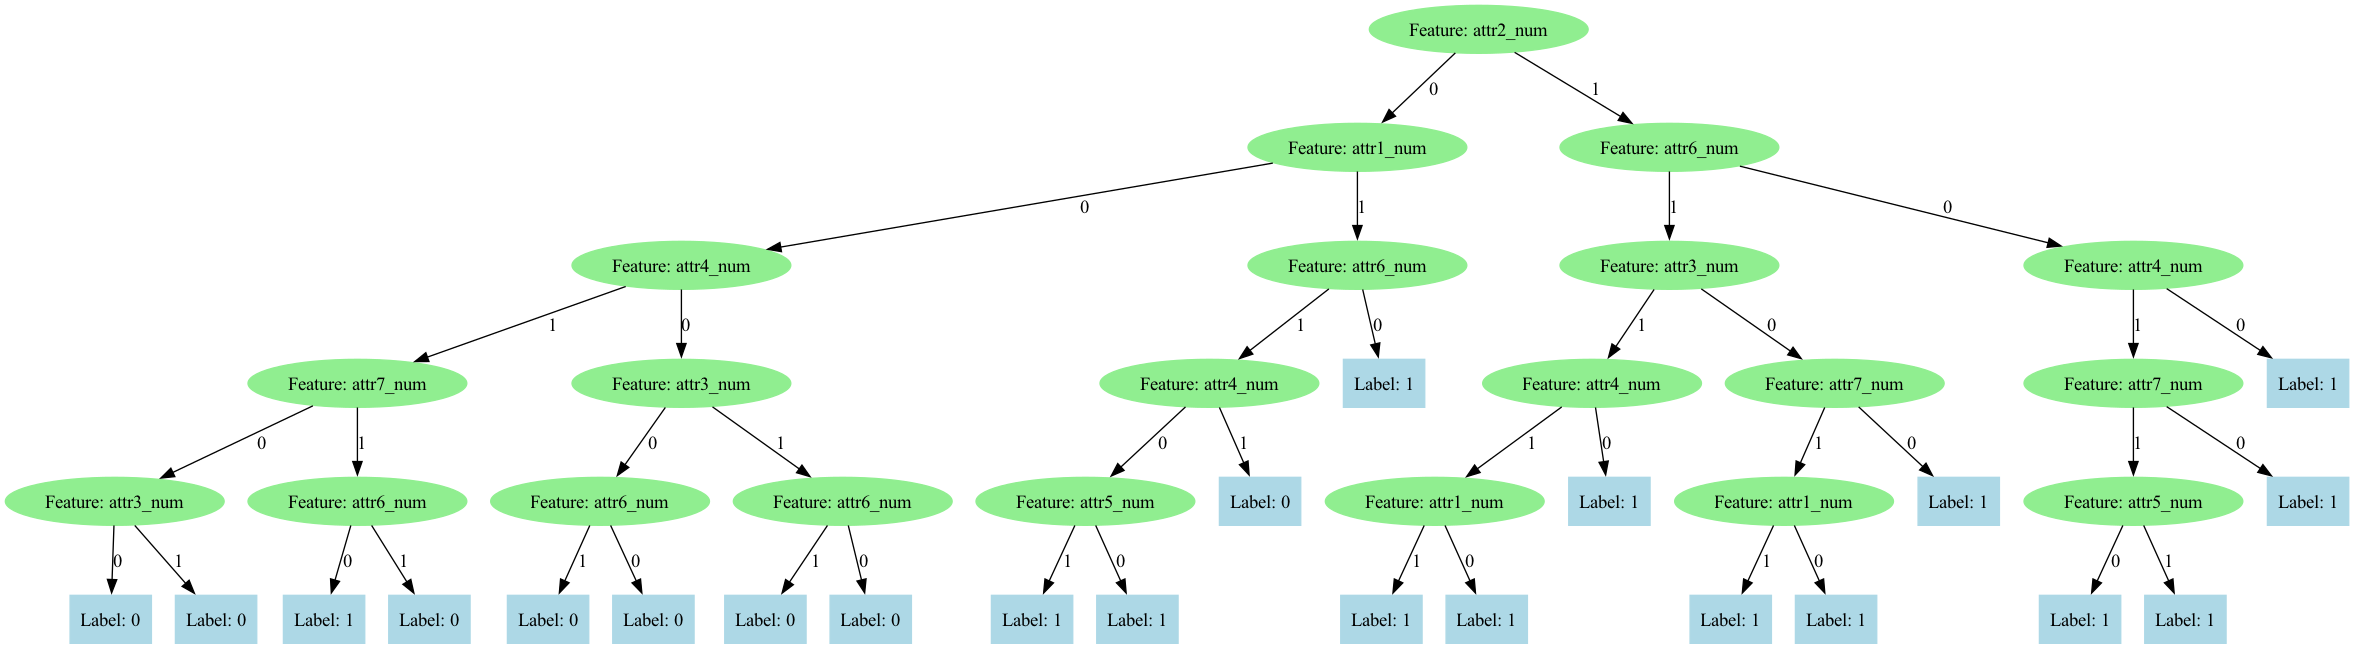 Feature: attr2_num
0
1
Feature: attr1_num
Feature: attr6_num
0
1
1
0
Feature: attr4_num
Feature: attr6_num
Feature: attr3_num
Feature: attr4_num
1
0
1
0
1
0
1
0
Feature: attr7_num
Feature: attr3_num
Feature: attr4_num
Label: 1
Feature: attr4_num
Feature: attr7_num
Feature: attr7_num
Label: 1
0
1
0
1
0
1
1
0
1
0
1
0
Feature: attr3_num
Feature: attr6_num
Feature: attr6_num
Feature: attr6_num
Feature: attr5_num
Label: 0
Feature: attr1_num
Label: 1
Feature: attr1_num
Label: 1
Feature: attr5_num
Label: 1
0
1
0
1
1
0
1
0
1
0
1
0
1
0
0
1
Label: 0
Label: 0
Label: 1
Label: 0
Label: 0
Label: 0
Label: 0
Label: 0
Label: 1
Label: 1
Label: 1
Label: 1
Label: 1
Label: 1
Label: 1
Label: 1